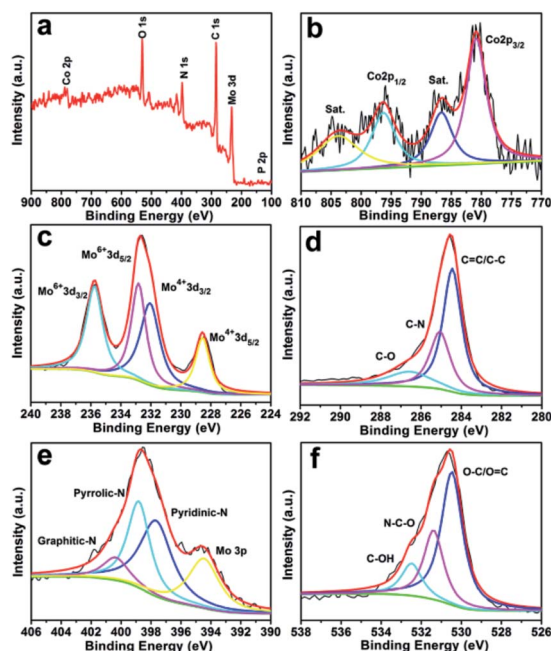 a
O 1s
C 1s
Co 2p
N 1s
Mo 3d
P 2p
Intensity (a.u.)
900 800 700 600 500 400 300 200 100
Binding Energy (eV)
b
Co2p3/2
Co2p1/2
Sat.
Sat.
Intensity (a.u.)
810 805 800 795 790 785 780 775 770
Binding Energy (eV)
c
Mo6+3d5/2
Mo6+3d3/2
Mo4+3d3/2
Mo4+3d5/2
Intensity (a.u.)
240 238 236 234 232 230 228 226 224
Binding Energy (eV)
d
C=C/C-C
C-N
C-O
Intensity (a.u.)
292 290 288 286 284 282 280
Binding Energy (eV)
e
Pyrrolic-N
Pyridinic-N
Graphitic-N
Mo 3p
Intensity (a.u.)
406 404 402 400 398 396 394 392 390
Binding Energy (eV)
f
O-C/O=C
N-C-O
C-OH
Intensity (a.u.)
538 536 534 532 530 528 526
Binding Energy (eV)